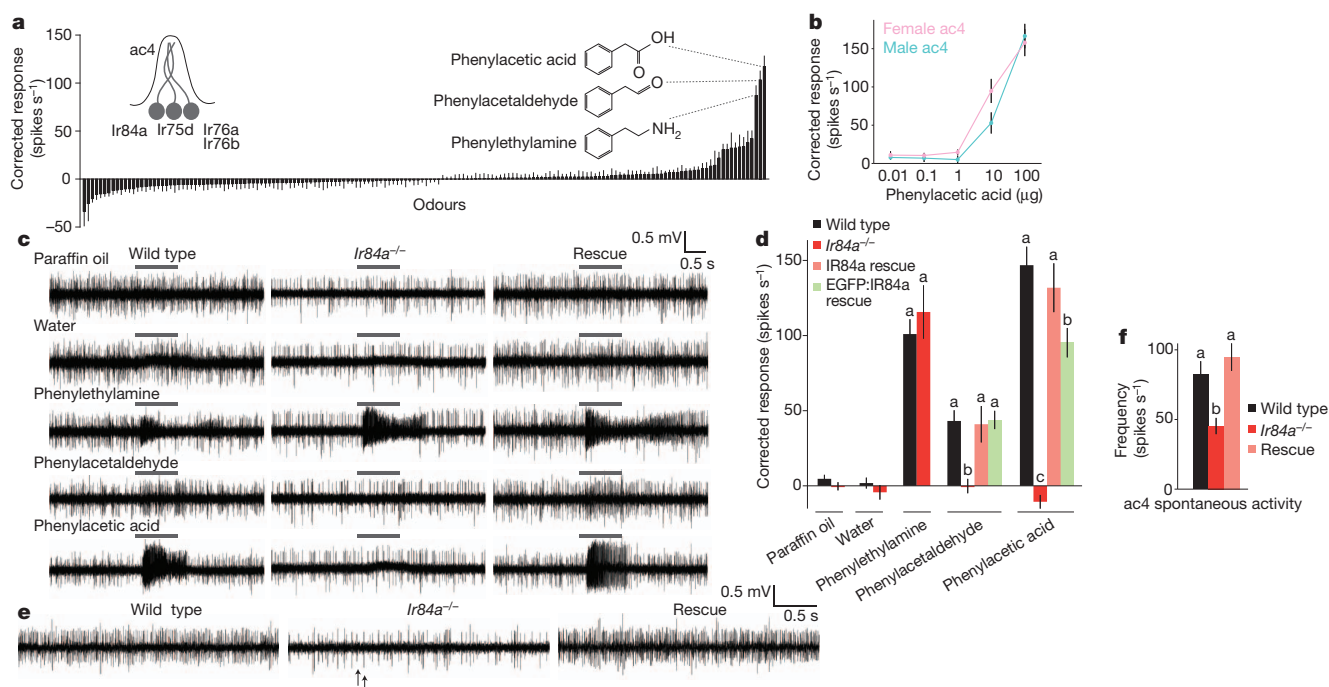 a
Corrected response
(spikes s⁻¹)
150
100
50
0
−50
ac4
Ir84a
Ir75d
Ir76a
Ir76b
Phenylacetic acid
OH
O
Phenylacetaldehyde
O
Phenylethylamine
NH₂
Odours
b
Female ac4
Male ac4
Corrected response
(spikes s⁻¹)
150
100
50
0
0.01 0.1 1 10 100
Phenylacetic acid (μg)
c
0.5 mV
0.5 s
Wild type
Ir84a⁻/⁻
Rescue
Paraffin oil
Water
Phenylethylamine
Phenylacetaldehyde
Phenylacetic acid
d
Wild type
Ir84a⁻/⁻
IR84a rescue
EGFP:IR84a
rescue
Corrected response (spikes s⁻¹)
150
100
50
0
a a
a b a a
a c a b
Paraffin oil
Water
Phenylethylamine
Phenylacetaldehyde
Phenylacetic acid
e
Wild type
Ir84a⁻/⁻
Rescue
0.5 mV
0.5 s
f
Frequency
(spikes s⁻¹)
100
50
0
a b a
Wild type
Ir84a⁻/⁻
Rescue
ac4 spontaneous activity